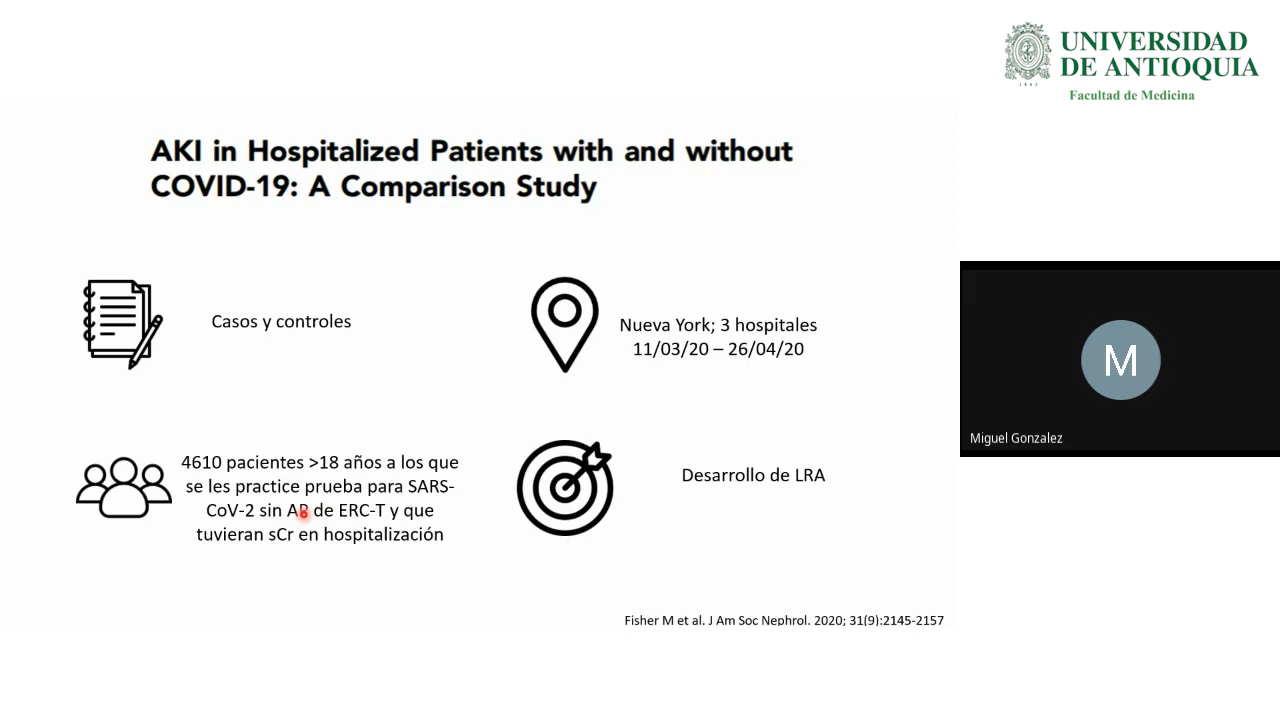 UNIVERSIDAD
DE ANTIOQUIA
1803
Facultad de Medicina
AKI in Hospitalized Patients with and without
COVID-19: A Comparison Study
Casos y controles
Nueva York; 3 hospitales
11/03/20 – 26/04/20
4610 pacientes >18 años a los que
se les practice prueba para SARS-
CoV-2 sin AP de ERC-T y que
tuvieran sCr en hospitalización
Desarrollo de LRA
Fisher M et al. J Am Soc Nephrol. 2020; 31(9):2145-2157
M
Miguel Gonzalez